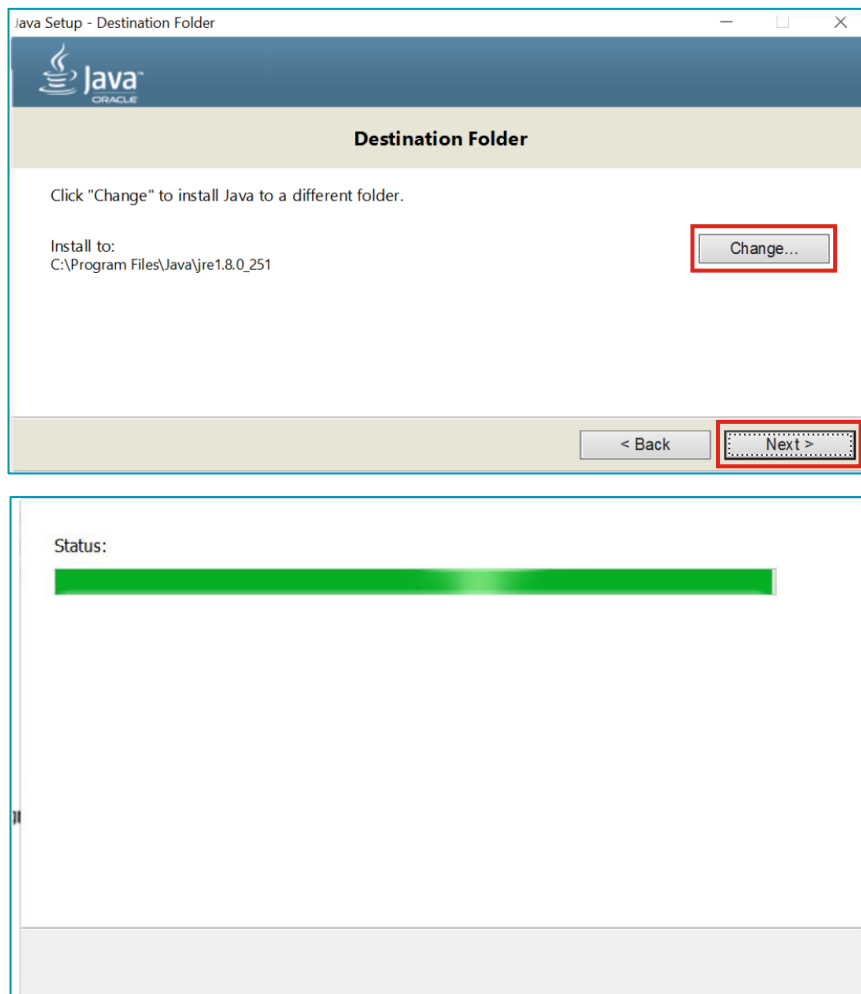 Java Setup - Destination Folder
Java™
ORACLE
Destination Folder
Click "Change" to install Java to a different folder.
Install to:
C:\Program Files\Java\jre1.8.0_251
Change...
< Back
Next >
Status: